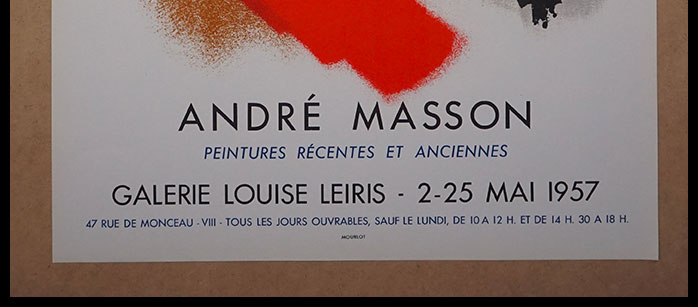 ANDRÉ MASSON
PEINTURES RÉCENTES ET ANCIENNES
GALERIE LOUISE LEIRIS - 2-25 MAI 1957
47 RUE DE MONCEAU - VIII - TOUS LES JOURS OUVRABLES, SAUF LE LUNDI, DE 10 A 12 H. ET DE 14 H. 30 A 18 H.
MOURLOT